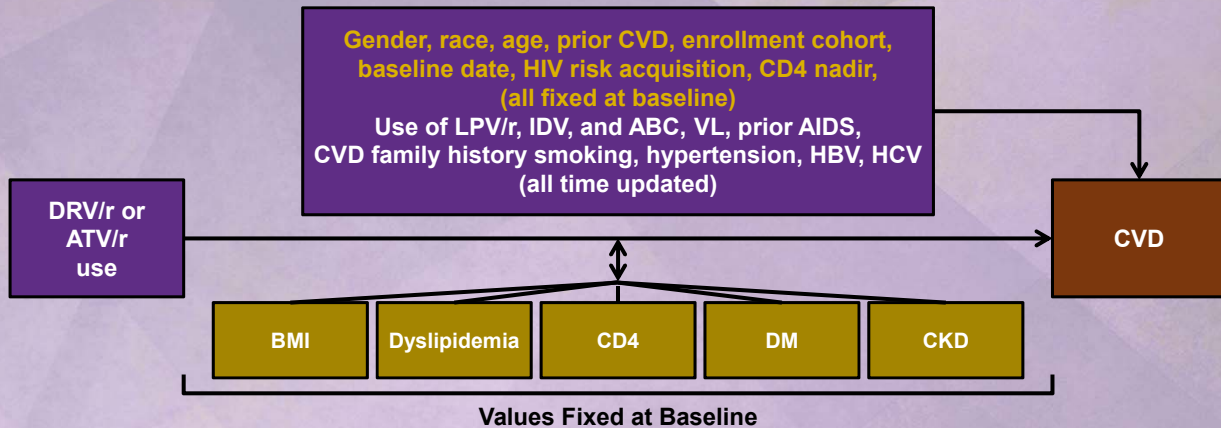 Gender, race, age, prior CVD, enrollment cohort,
baseline date, HIV risk acquisition, CD4 nadir,
(all fixed at baseline)
Use of LPV/r, IDV, and ABC, VL, prior AIDS,
CVD family history smoking, hypertension, HBV, HCV
(all time updated)
DRV/r or
ATV/r
use
CVD
BMI
Dyslipidemia
CD4
DM
CKD
Values Fixed at Baseline